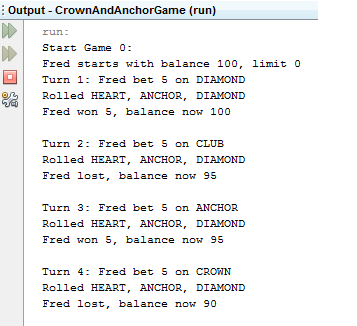 Output - CrownAndAnchorGame (run)
run:
Start Game 0:
Fred starts with balance 100, limit 0
Turn 1: Fred bet 5 on DIAMOND
Rolled HEART, ANCHOR, DIAMOND
Fred won 5, balance now 100
Turn 2: Fred bet 5 on CLUB
Rolled HEART, ANCHOR, DIAMOND
Fred lost, balance now 95
Turn 3: Fred bet 5 on ANCHOR
Rolled HEART, ANCHOR, DIAMOND
Fred won 5, balance now 95
Turn 4: Fred bet 5 on CROWN
Rolled HEART, ANCHOR, DIAMOND
Fred lost, balance now 90